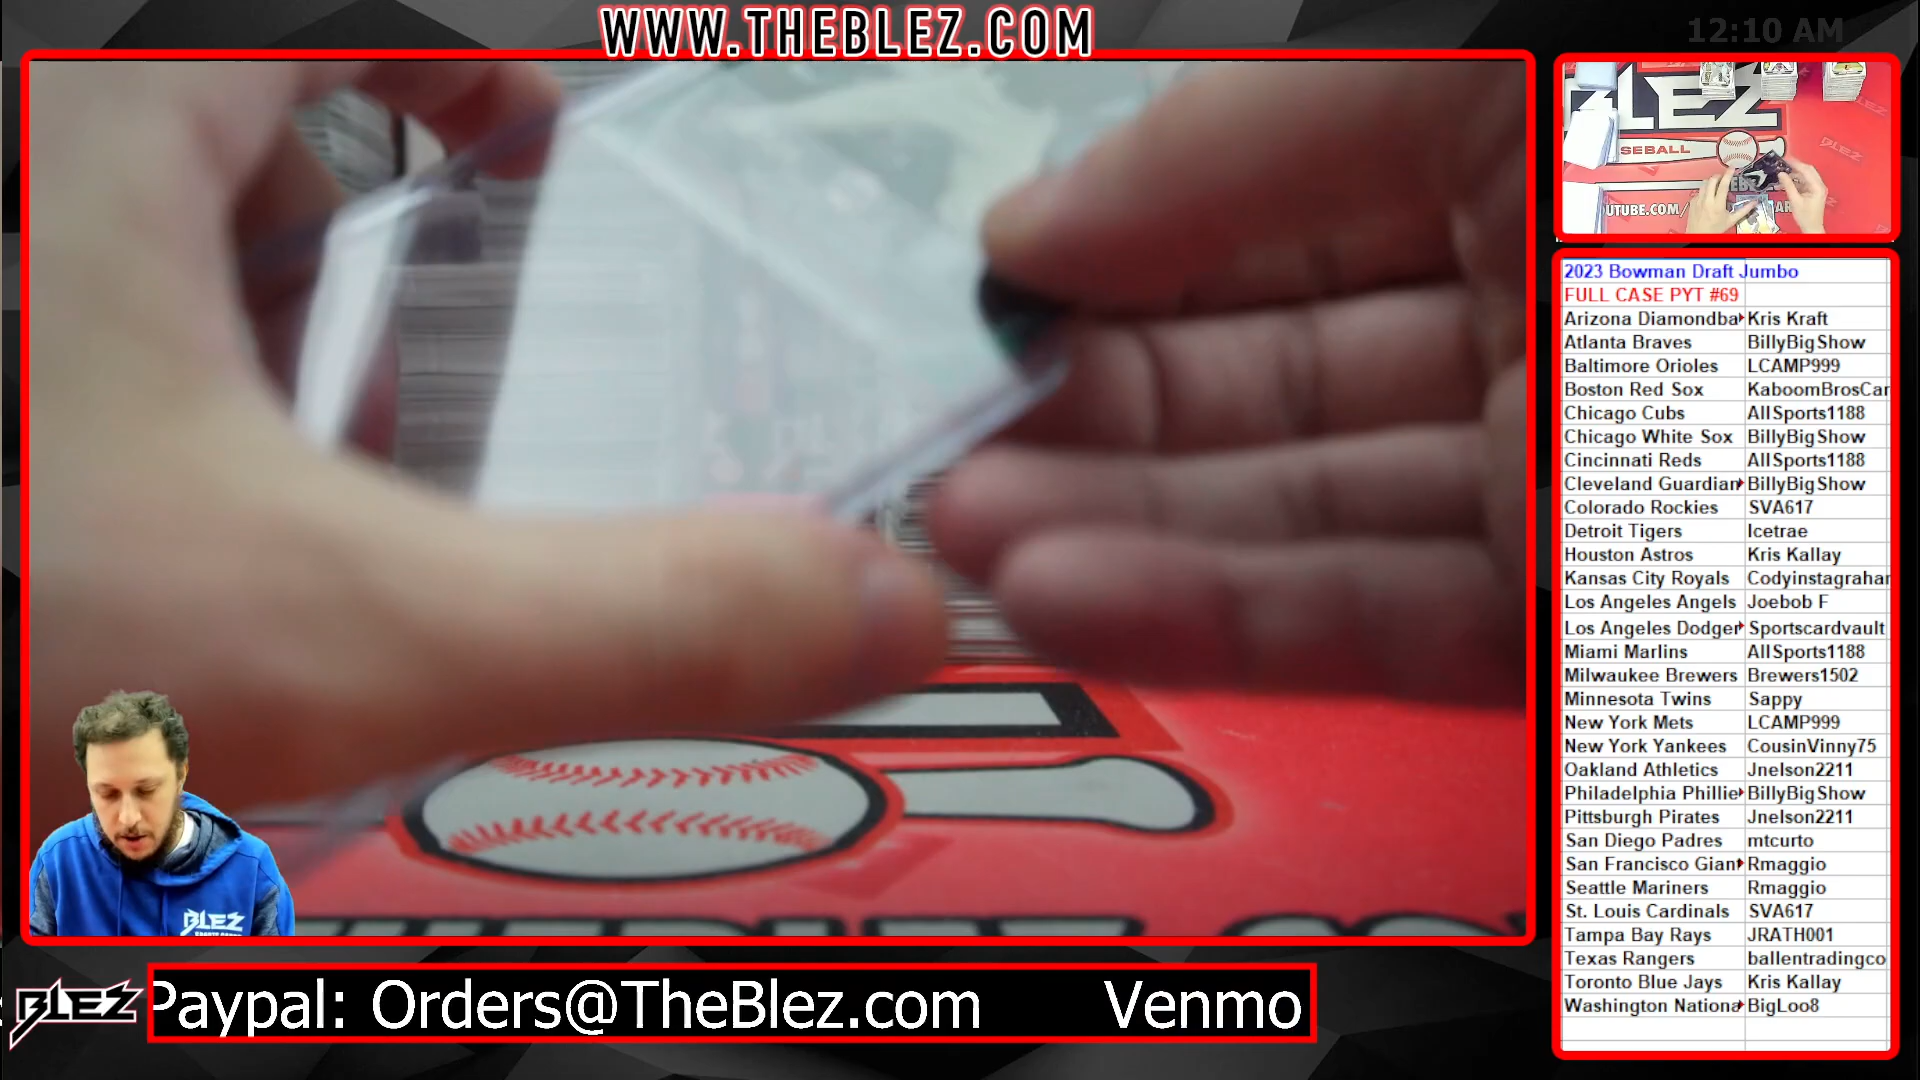 WWW.THEBLEZ.COM
12:10 AM
BLEZ
SEBALL
BLEZ
OUTUBE.COM/
2023 Bowman Draft Jumbo
FULL CASE PYT #69
Arizona Diamondba Kris Kraft
Atlanta Braves BillyBigShow
Baltimore Orioles LCAMP999
Boston Red Sox KaboomBrosCar
Chicago Cubs AllSports1188
Chicago White Sox BillyBigShow
Cincinnati Reds AllSports1188
Cleveland Guardian BillyBigShow
Colorado Rockies SVA617
Detroit Tigers Icetrae
Houston Astros Kris Kallay
Kansas City Royals Codyinstagrahar
Los Angeles Angels Joebob F
Los Angeles Dodger Sportscardvault
Miami Marlins AllSports1188
Milwaukee Brewers Brewers1502
Minnesota Twins Sappy
New York Mets LCAMP999
New York Yankees CousinVinny75
Oakland Athletics Jnelson2211
Philadelphia Phillie BillyBigShow
Pittsburgh Pirates Jnelson2211
San Diego Padres mtcurto
San Francisco Giant Rmaggio
Seattle Mariners Rmaggio
St. Louis Cardinals SVA617
Tampa Bay Rays JRATH001
Texas Rangers ballentradingco
Toronto Blue Jays Kris Kallay
Washington Nationa BigLoo8
BLEZ
BLEZ
Paypal: Orders@TheBlez.com Venmo